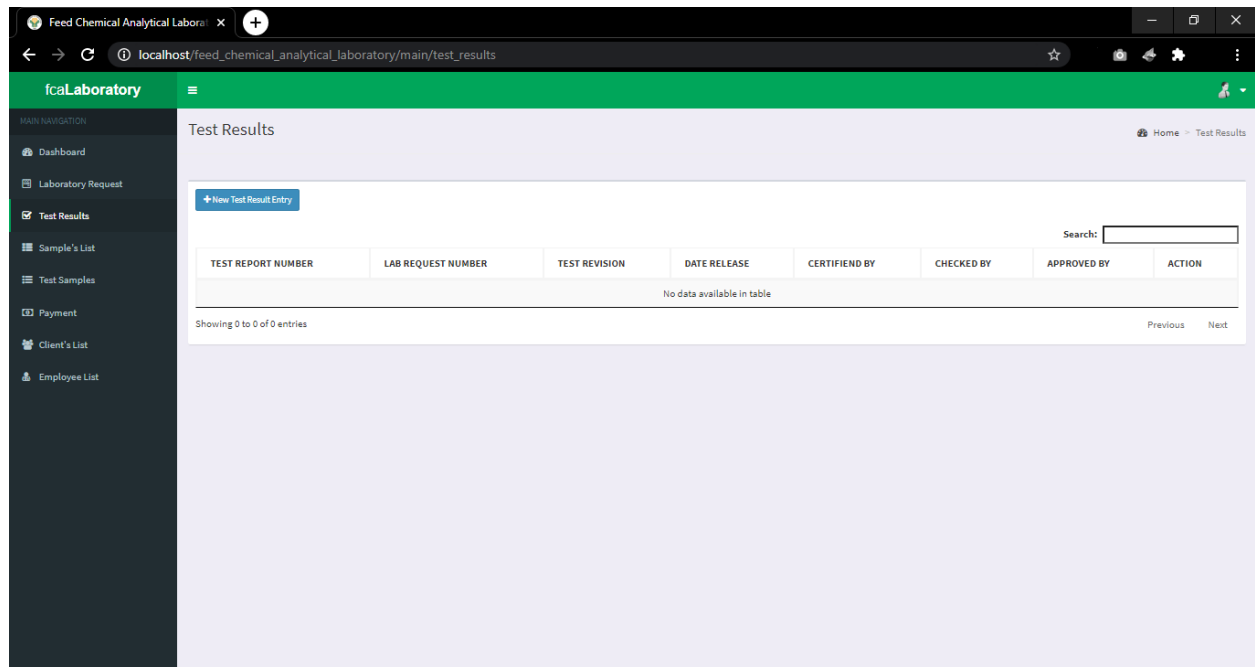 Feed Chemical Analytical Laborat
localhost/feed_chemical_analytical_laboratory/main/test_results
fcaLaboratory
MAIN NAVIGATION
Dashboard
Laboratory Request
Test Results
Sample's List
Test Samples
Payment
Client's List
Employee List
Test Results
Home > Test Results
New Test Result Entry
Search:
TEST REPORT NUMBER LAB REQUEST NUMBER TEST REVISION DATE RELEASE CERTIFIEND BY CHECKED BY APPROVED BY ACTION
No data available in table
Showing 0 to 0 of 0 entries
Previous Next